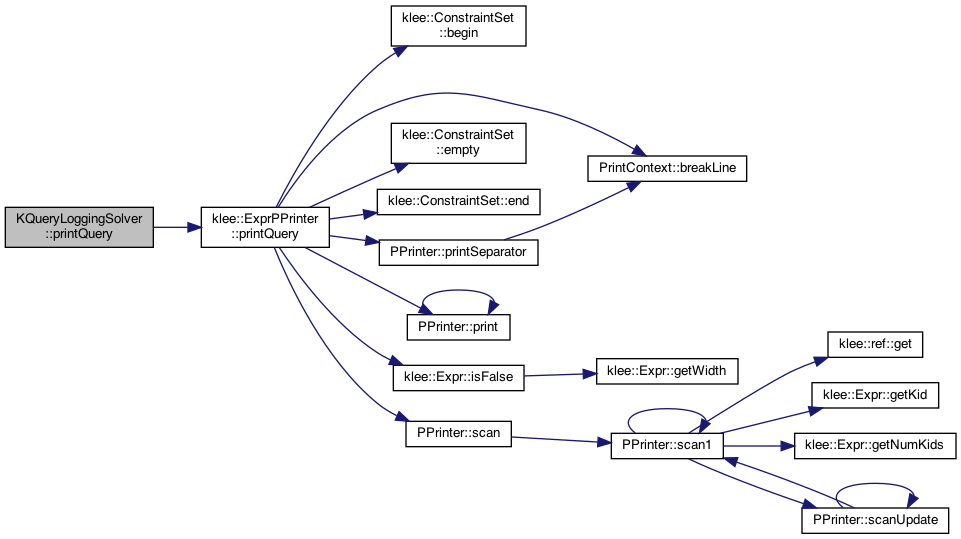 klee::ConstraintSet
::begin
klee::ConstraintSet
::empty
PrintContext::breakLine
klee::ConstraintSet::end
KQueryLoggingSolver
::printQuery
klee::ExprPPrinter
::printQuery
PPrinter::printSeparator
PPrinter::print
klee::ref::get
klee::Expr::isFalse
klee::Expr::getWidth
klee::Expr::getKid
PPrinter::scan
PPrinter::scan1
klee::Expr::getNumKids
PPrinter::scanUpdate